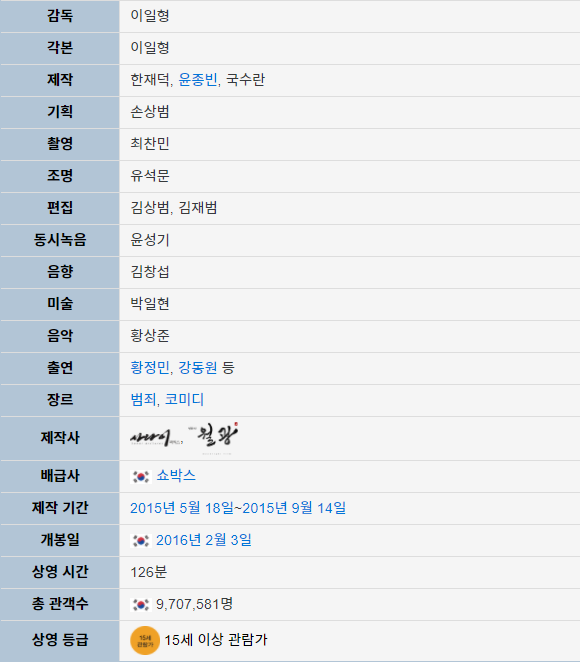 감독 이일형
각본 이일형
제작 한재덕, 윤종빈, 국수란
기획 손상범
촬영 최찬민
조명 유석문
편집 김상범, 김재범
동시녹음 윤성기
음향 김창섭
미술 박일현
음악 황상준
출연 황정민, 강동원 등
장르 범죄, 코미디
제작사 사나이 월광
배급사 쇼박스
제작 기간 2015년 5월 18일~2015년 9월 14일
개봉일 2016년 2월 3일
상영 시간 126분
총 관객수 9,707,581명
상영 등급 15세 관람가 15세 이상 관람가